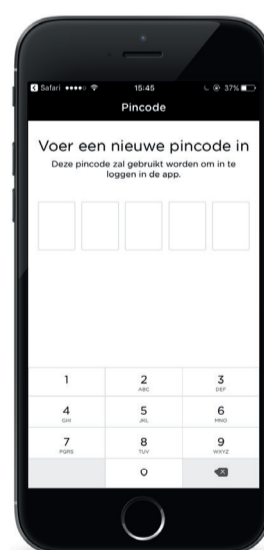 Safari 15:45 37%
Pincode
Voer een nieuwe pincode in
Deze pincode zal gebruikt worden om in te
loggen in de app.
1 2 3
ABC DEF
4 5 6
GHI JKL MNO
7 8 9
PQRS TUV WXYZ
0